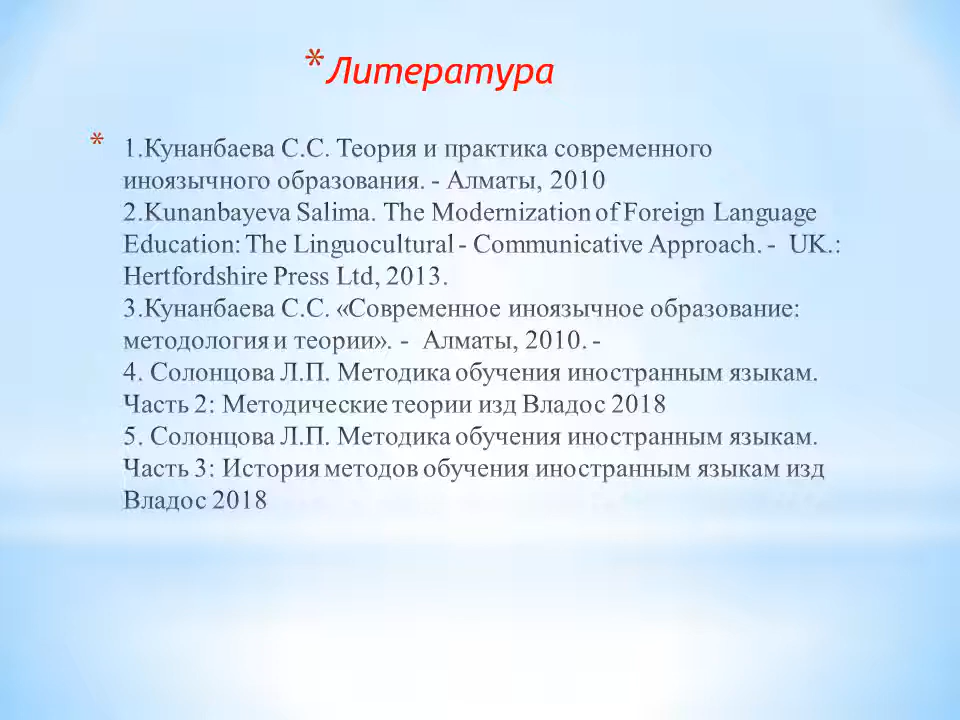 * Литература
* 1.Кунанбаева С.С. Теория и практика современного
иноязычного образования. - Алматы, 2010
2.Kunanbayeva Salima. The Modernization of Foreign Language
Education: The Linguocultural - Communicative Approach. - UK.:
Hertfordshire Press Ltd, 2013.
3.Кунанбаева С.С. «Современное иноязычное образование:
методология и теории». - Алматы, 2010. -
4. Солонцова Л.П. Методика обучения иностранным языкам.
Часть 2: Методические теории изд Владос 2018
5. Солонцова Л.П. Методика обучения иностранным языкам.
Часть 3: История методов обучения иностранным языкам изд
Владос 2018